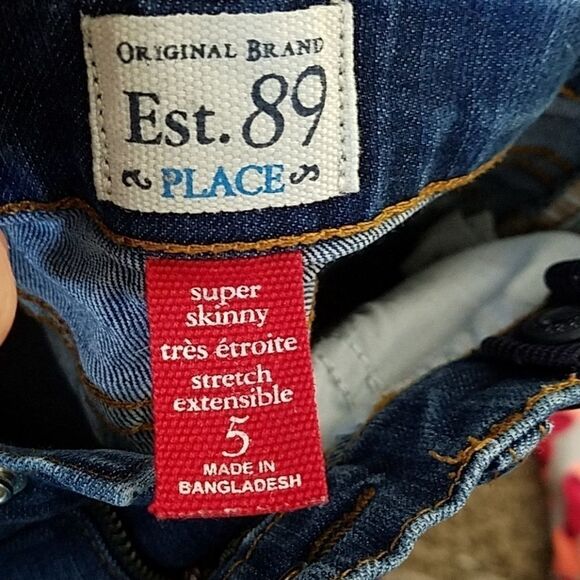 ORIGINAL BRAND
Est. 89
PLACE
super
skinny
très étroite
stretch
extensible
5
MADE IN
BANGLADESH